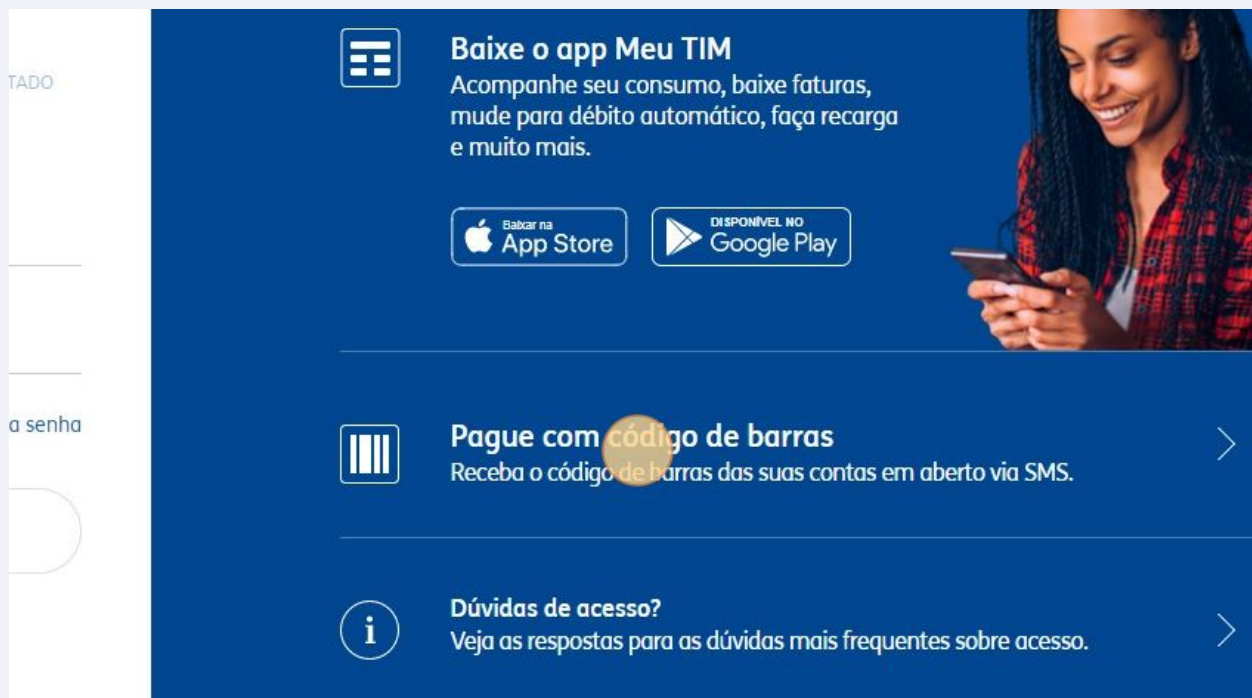 TADO
a senha
Baixe o app Meu TIM
Acompanhe seu consumo, baixe faturas,
mude para débito automático, faça recarga
e muito mais.
Baixar na
App Store
DISPONÍVEL NO
Google Play
Pague com código de barras
Receba o código de barras das suas contas em aberto via SMS.
Dúvidas de acesso?
Veja as respostas para as dúvidas mais frequentes sobre acesso.